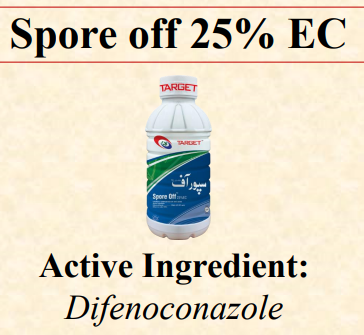 Spore off 25% EC
TARGET
TARGET
سپور آف
Spore Off
Active Ingredient:
Difenoconazole